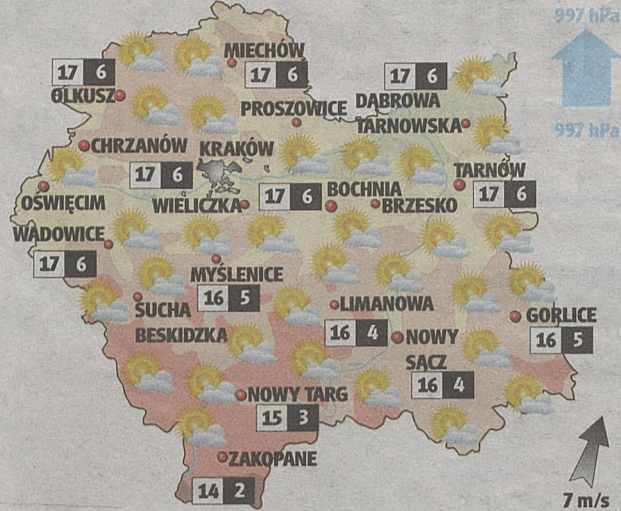 997 hPa
MIECHÓW
17 6
17 6
17 6
OLKUSZ
PROSZOWICE
DĄBROWA
TARNOWSKA
997 hPa
CHRZANÓW
KRAKÓW
17 6
TARNÓW
17 6
OŚWIĘCIM
WIELICZKA
17 6
BOCHNIA
BRZESKO
WADOWICE
17 6
MYŚLENICE
16 5
SUCHA
BESKIDZKA
LIMANOWA
16 4
GORLICE
16 5
NOWY
SĄCZ
16 4
NOWY TARG
15 3
ZAKOPANE
14 2
7 m/s